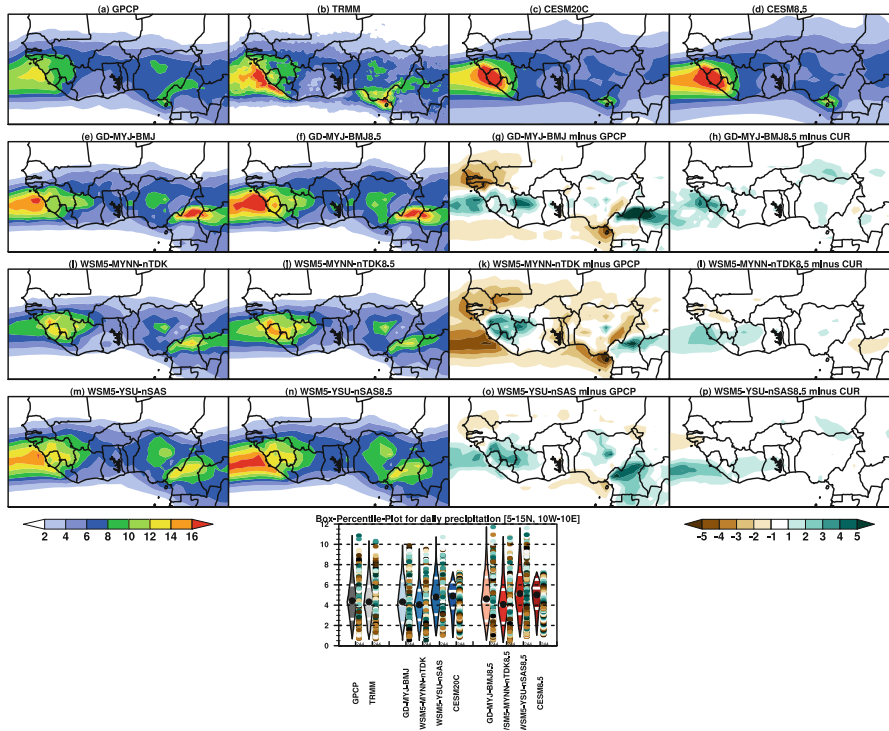 (a) GPCP (b) TRMM (c) CESM20C (d) CESM8.5
(e) GD-MYJ-BMJ (f) GD-MYJ-BMJ8.5 (g) GD-MYJ-BMJ minus GPCP (h) GD-MYJ-BMJ8.5 minus CUR
(i) WSM5-MYNN-nTDK (j) WSM5-MYNN-nTDK8.5 (k) WSM5-MYNN-nTDK minus GPCP (l) WSM5-MYNN-nTDK8.5 minus CUR
(m) WSM5-YSU-nSAS (n) WSM5-YSU-nSAS8.5 (o) WSM5-YSU-nSAS minus GPCP (p) WSM5-YSU-nSAS8.5 minus CUR
2 4 6 8 10 12 14 16
-5 -4 -3 -2 -1 1 2 3 4 5
Box-Percentile-Plot for daily precipitation [5-15N, 10W-10E]
12
10
8
6
4
2
0
GPCP
TRMM
GD-MYJ-BMJ
WSM5-MYNN-nTDK
WSM5-YSU-nSAS
CESM20C
GD-MYJ-BMJ8.5
WSM5-MYNN-nTDK8.5
WSM5-YSU-nSAS8.5
CESM8.5